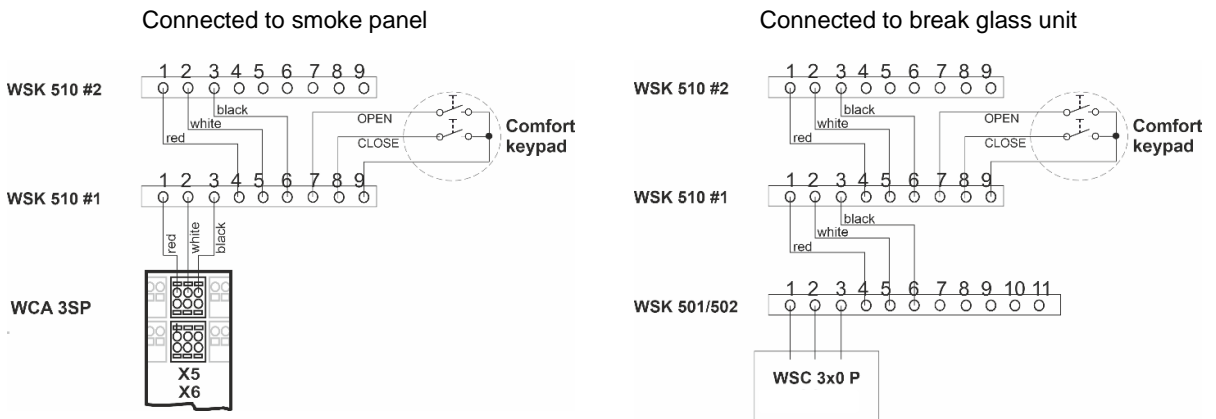 Connected to smoke panel
WSK 510 #2
1 2 3 4 5 6 7 8 9
black
white
red
OPEN
CLOSE
Comfort
keypad
WSK 510 #1
1 2 3 4 5 6 7 8 9
red
white
black
WCA 3SP
X5
X6
Connected to break glass unit
WSK 510 #2
1 2 3 4 5 6 7 8 9
black
white
red
OPEN
CLOSE
Comfort
keypad
WSK 510 #1
1 2 3 4 5 6 7 8 9
black
white
red
WSK 501/502
1 2 3 4 5 6 7 8 9 10 11
WSC 3x0 P